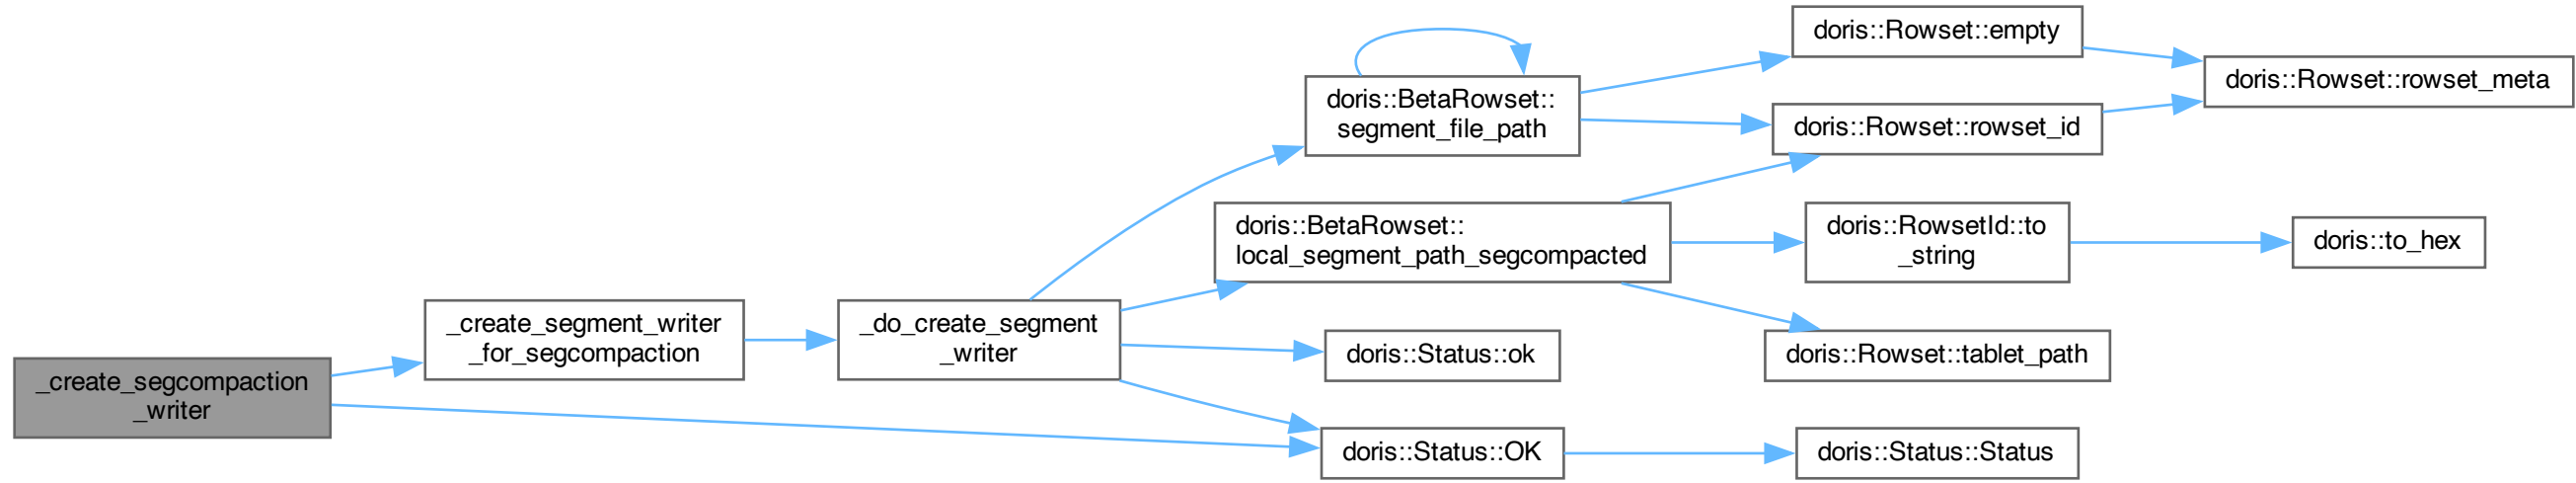 _create_segcompaction
_writer
_create_segment_writer
_for_segcompaction
_do_create_segment
_writer
doris::BetaRowset::
segment_file_path
doris::BetaRowset::
local_segment_path_segcompacted
doris::Status::ok
doris::Status::OK
doris::Rowset::empty
doris::Rowset::rowset_id
doris::RowsetId::to
_string
doris::Rowset::tablet_path
doris::Status::Status
doris::Rowset::rowset_meta
doris::to_hex